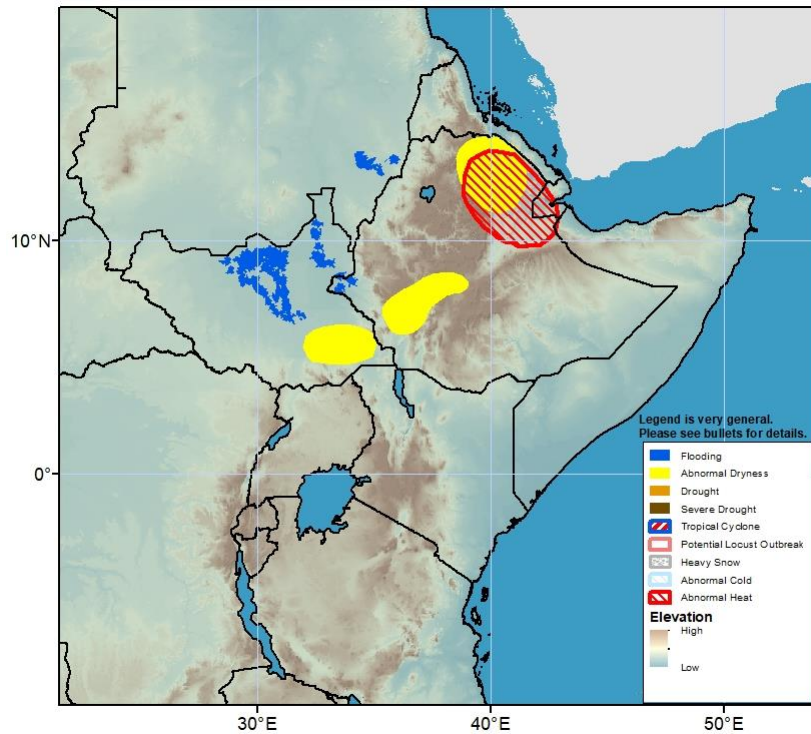 10°N
0°
Legend is very general.
Please see bullets for details.
Flooding
Abnormal Dryness
Drought
Severe Drought
Tropical Cyclone
Potential Locust Outbreak
Heavy Snow
Abnormal Cold
Abnormal Heat
Elevation
High
Low
30°E
40°E
50°E